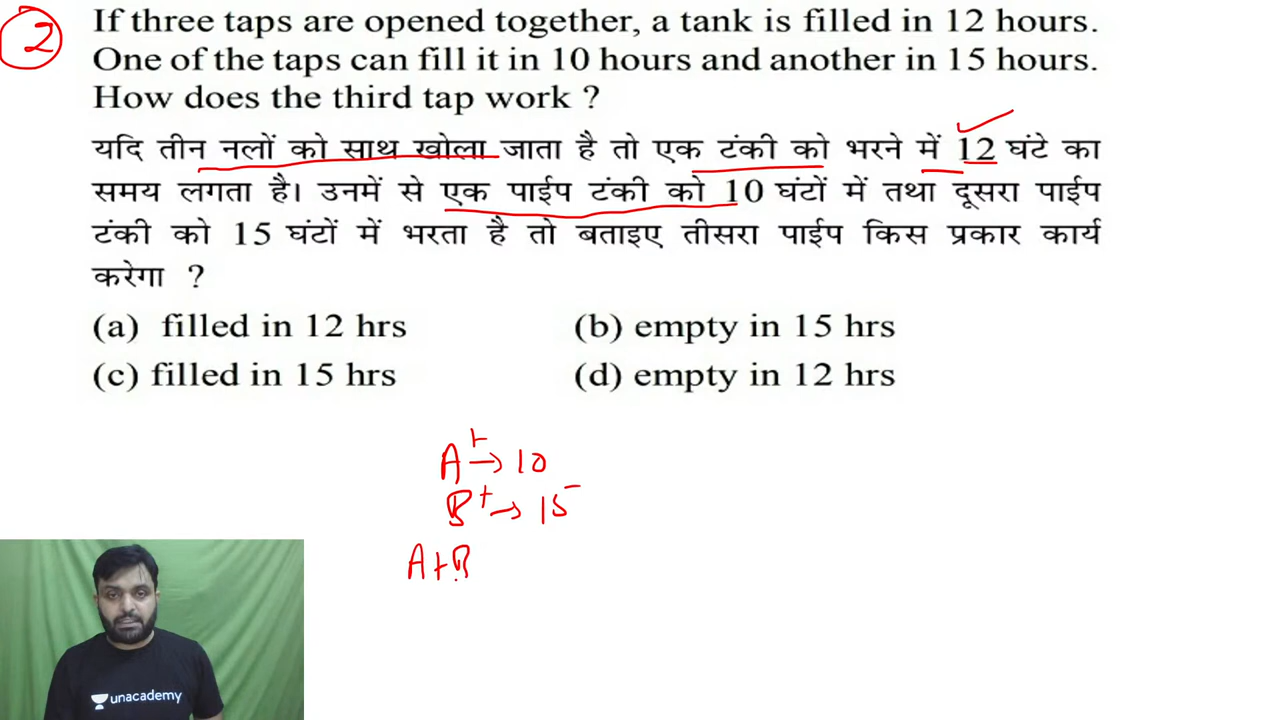 2
If three taps are opened together, a tank is filled in 12 hours.
One of the taps can fill it in 10 hours and another in 15 hours.
How does the third tap work ?
यदि तीन नलों को साथ खोला जाता है तो एक टंकी को भरने में 12 घंटे का
समय लगता है। उनमें से एक पाईप टंकी को 10 घंटों में तथा दूसरा पाईप
टंकी को 15 घंटों में भरता है तो बताइए तीसरा पाईप किस प्रकार कार्य
करेगा ?
(a) filled in 12 hrs (b) empty in 15 hrs
(c) filled in 15 hrs (d) empty in 12 hrs
A⁺ → 10
B⁺ → 15
A+B
unacademy